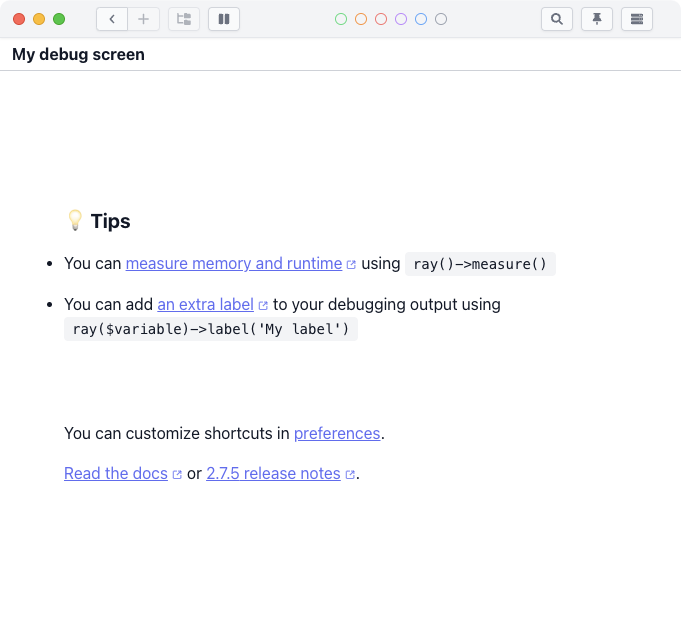 My debug screen
💡 Tips
• You can measure memory and runtime using ray()->measure()
• You can add an extra label to your debugging output using
ray($variable)->label('My label')
You can customize shortcuts in preferences.
Read the docs or 2.7.5 release notes.